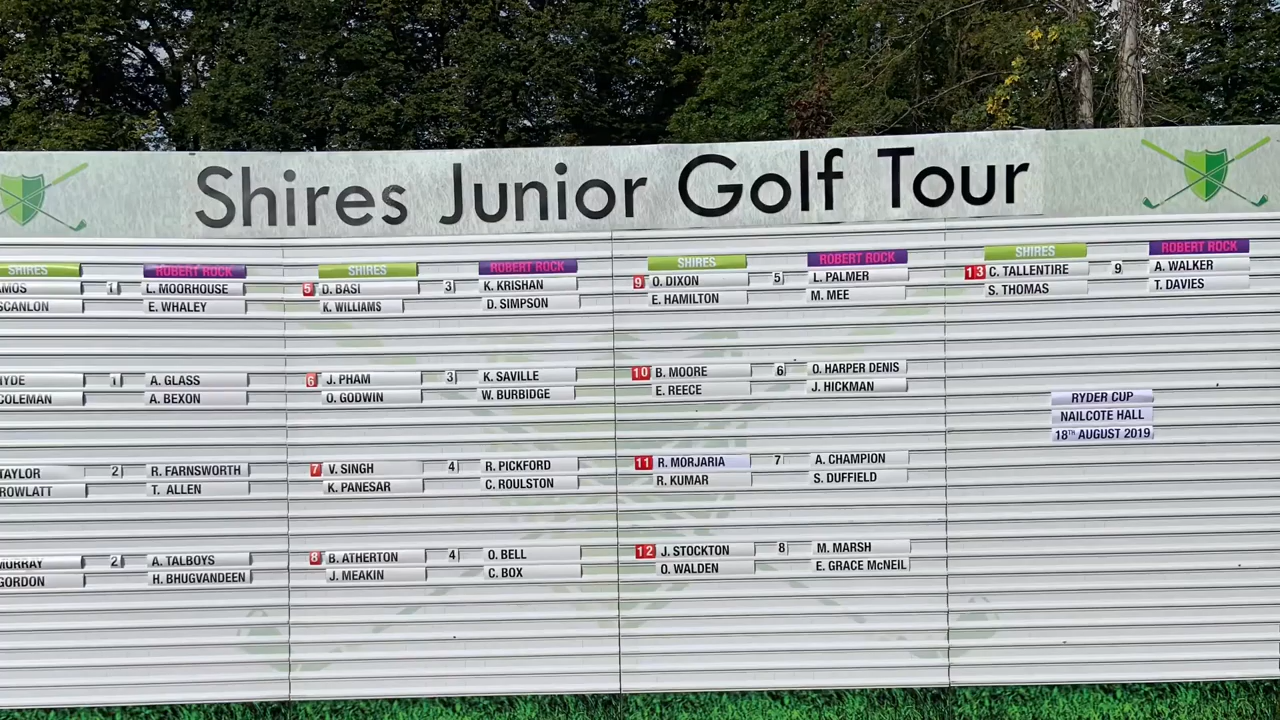 Shires Junior Golf Tour
SHIRES ROBERT ROCK
1 L. MOORHOUSE
SCANLON E. WHALEY
1 A. GLASS
COLEMAN A. BEXON
TAYLOR 2 R. FARNSWORTH
ROWLATT T. ALLEN
MURRAY 2 A. TALBOYS
GORDON H. BHUGVANDEEN
SHIRES ROBERT ROCK
5 D. BASI 3 K. KRISHAN
K. WILLIAMS D. SIMPSON
6 J. PHAM 3 K. SAVILLE
O. GODWIN W. BURBIDGE
7 V. SINGH 4 R. PICKFORD
K. PANESAR C. ROULSTON
8 B. ATHERTON 4 O. BELL
J. MEAKIN C. BOX
SHIRES ROBERT ROCK
9 O. DIXON 5 L. PALMER
E. HAMILTON M. MEE
10 B. MOORE 6 O. HARPER DENIS
E. REECE J. HICKMAN
11 R. MORJARIA 7 A. CHAMPION
R. KUMAR S. DUFFIELD
12 J. STOCKTON 8 M. MARSH
O. WALDEN E. GRACE McNEIL
SHIRES ROBERT ROCK
13 C. TALLENTIRE 9 A. WALKER
S. THOMAS T. DAVIES
RYDER CUP
NAILCOTE HALL
18TH AUGUST 2019